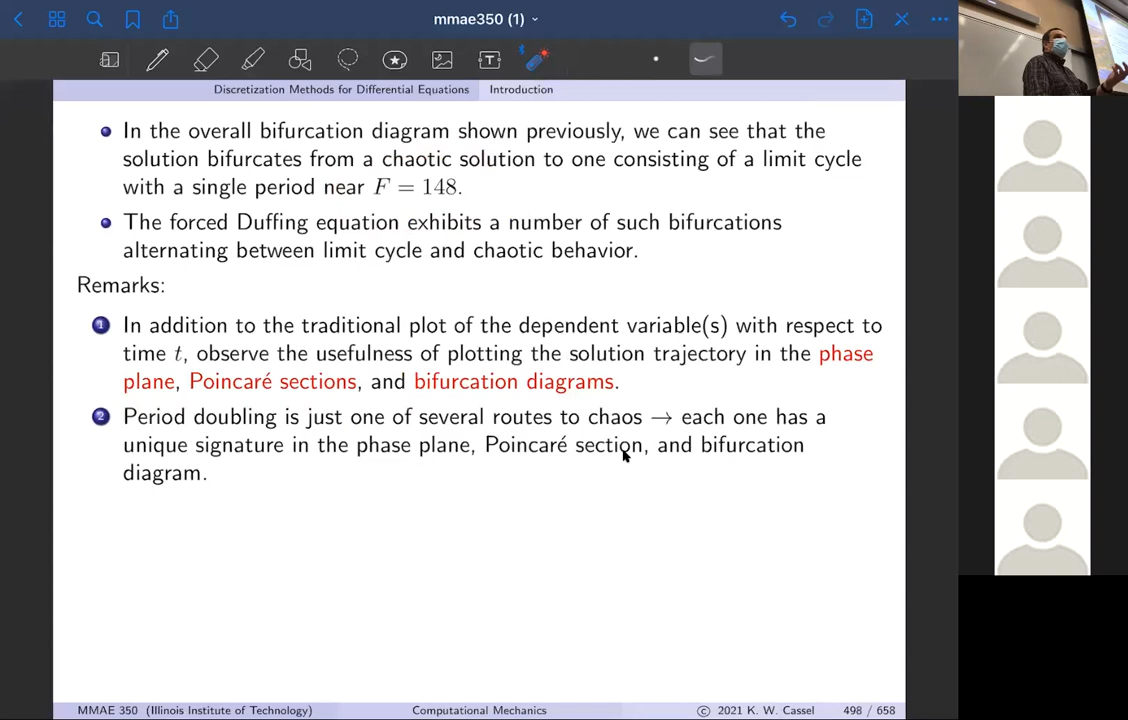 mmae350 (1)
Discretization Methods for Differential Equations Introduction
In the overall bifurcation diagram shown previously, we can see that the
solution bifurcates from a chaotic solution to one consisting of a limit cycle
with a single period near F = 148.
The forced Duffing equation exhibits a number of such bifurcations
alternating between limit cycle and chaotic behavior.
Remarks:
1 In addition to the traditional plot of the dependent variable(s) with respect to
time t, observe the usefulness of plotting the solution trajectory in the phase
plane, Poincaré sections, and bifurcation diagrams.
2 Period doubling is just one of several routes to chaos → each one has a
unique signature in the phase plane, Poincaré section, and bifurcation
diagram.
MMAE 350 (Illinois Institute of Technology) Computational Mechanics © 2021 K. W. Cassel 498 / 658